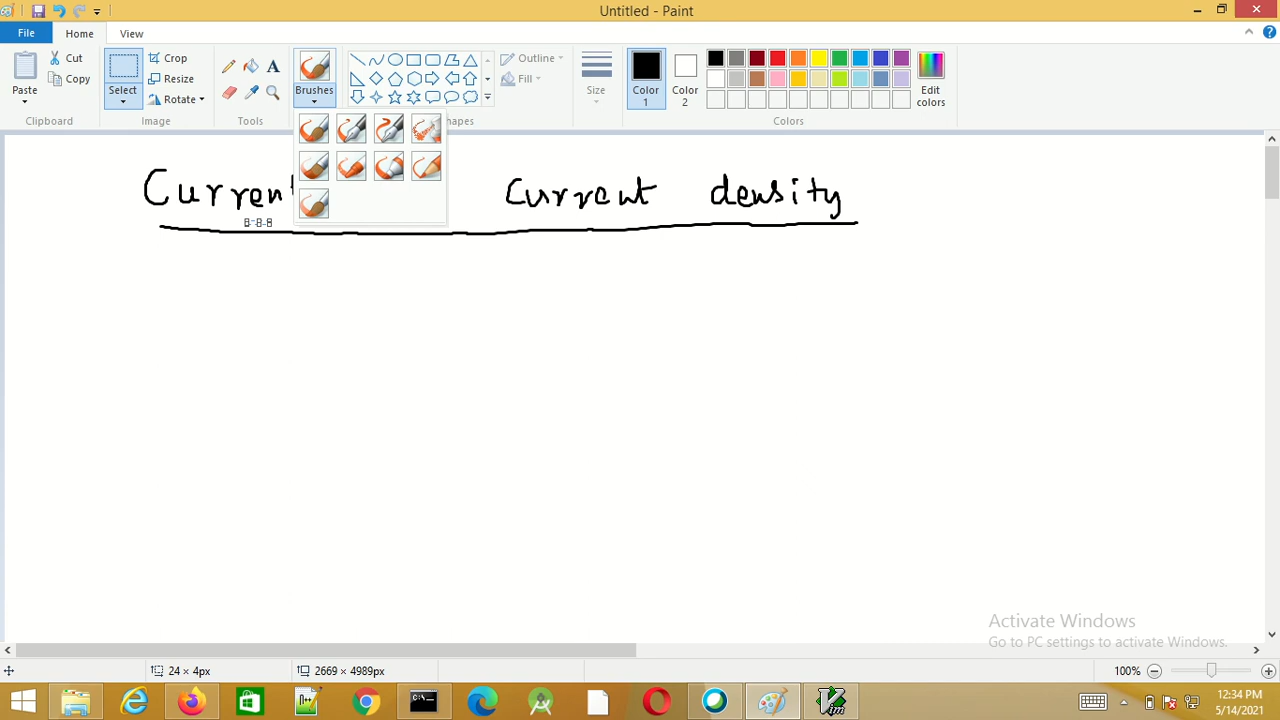 Untitled - Paint
File Home View
Paste Cut Copy Clipboard
Select Crop Resize Rotate Image
A Tools
Brushes
Outline Fill Shapes
Size
Color 1 Color 2 Edit colors Colors
Current Current density
Activate Windows
Go to PC settings to activate Windows.
24 × 4px 2669 × 4989px 100%
12:34 PM
5/14/2021